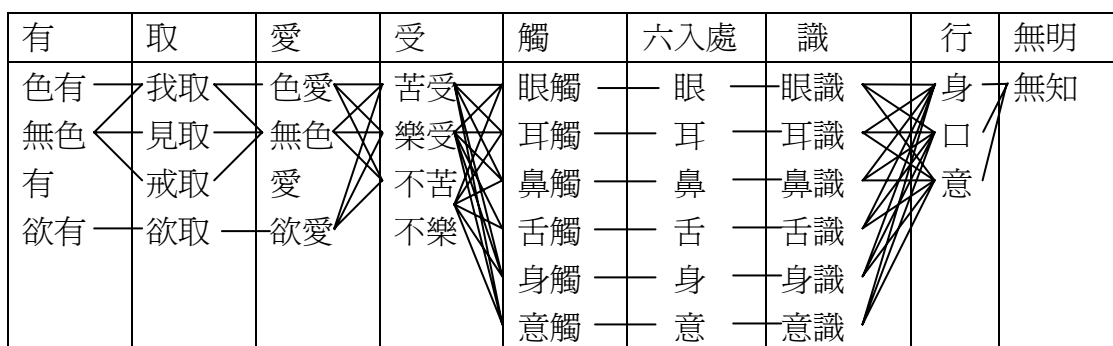 有 取 愛 受 觸 六入處 識 行 無明
色有 我取 色愛 苦受 眼觸 眼 眼識 身 無知
無色 見取 無色 樂受 耳觸 耳 耳識 口
有 戒取 愛 不苦 鼻觸 鼻 鼻識 意
欲有 欲取 欲愛 不樂 舌觸 舌 舌識
身觸 身 身識
意觸 意 意識